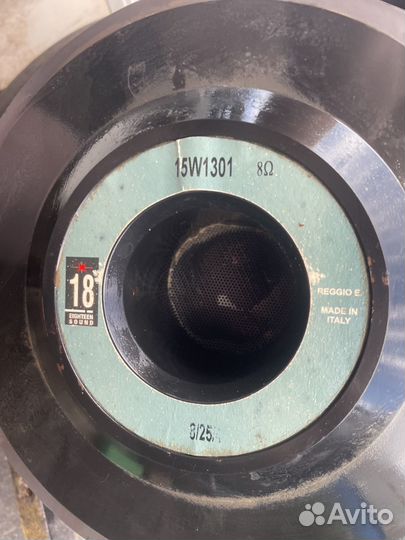 15W1301 8Ω
18
EIGHTEEN
SOUND
REGGIO E.
MADE IN
ITALY
Avito